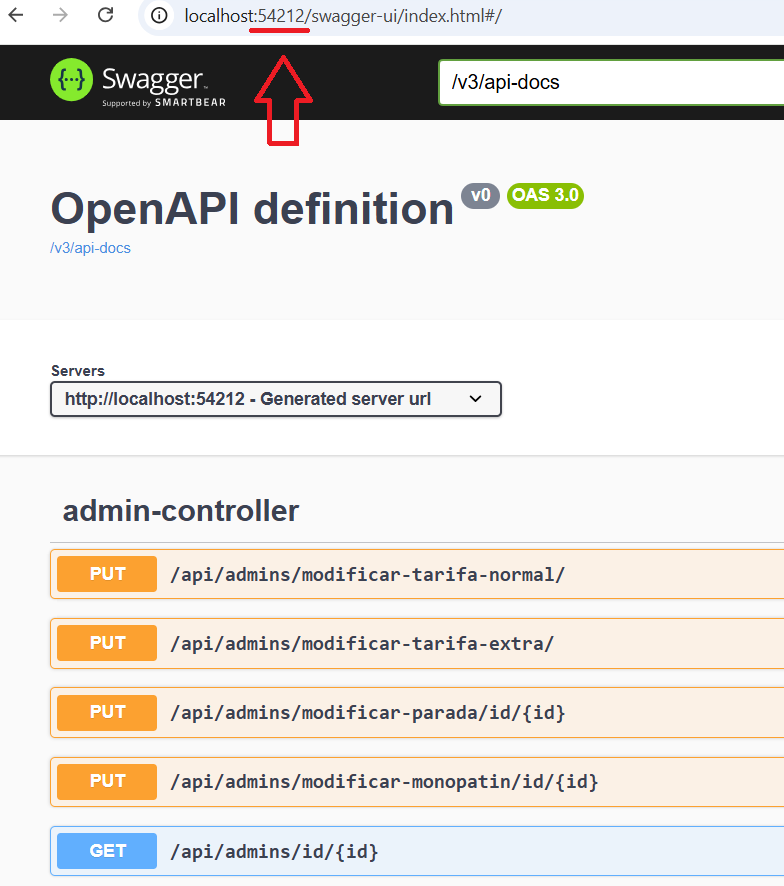 localhost:54212/swagger-ui/index.html#/
{...} Swagger
Supported by SMARTBEAR
/v3/api-docs
OpenAPI definition v0 OAS 3.0
/v3/api-docs
Servers
http://localhost:54212 - Generated server url
admin-controller
PUT /api/admins/modificar-tarifa-normal/
PUT /api/admins/modificar-tarifa-extra/
PUT /api/admins/modificar-parada/id/{id}
PUT /api/admins/modificar-monopatin/id/{id}
GET /api/admins/id/{id}